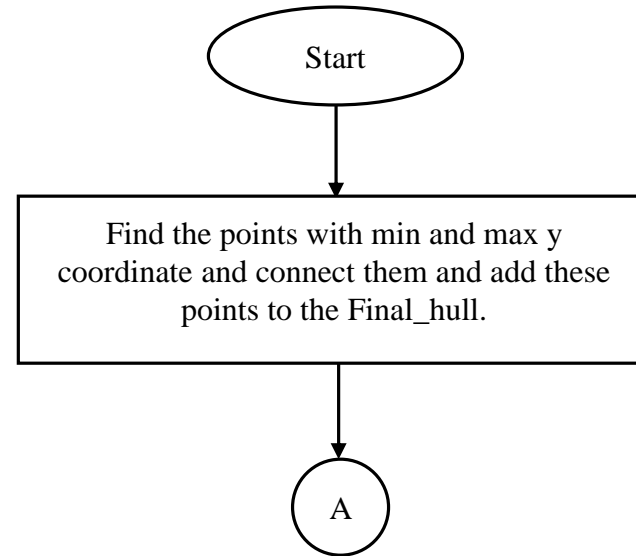 Start
Find the points with min and max y
coordinate and connect them and add these
points to the Final_hull.
A